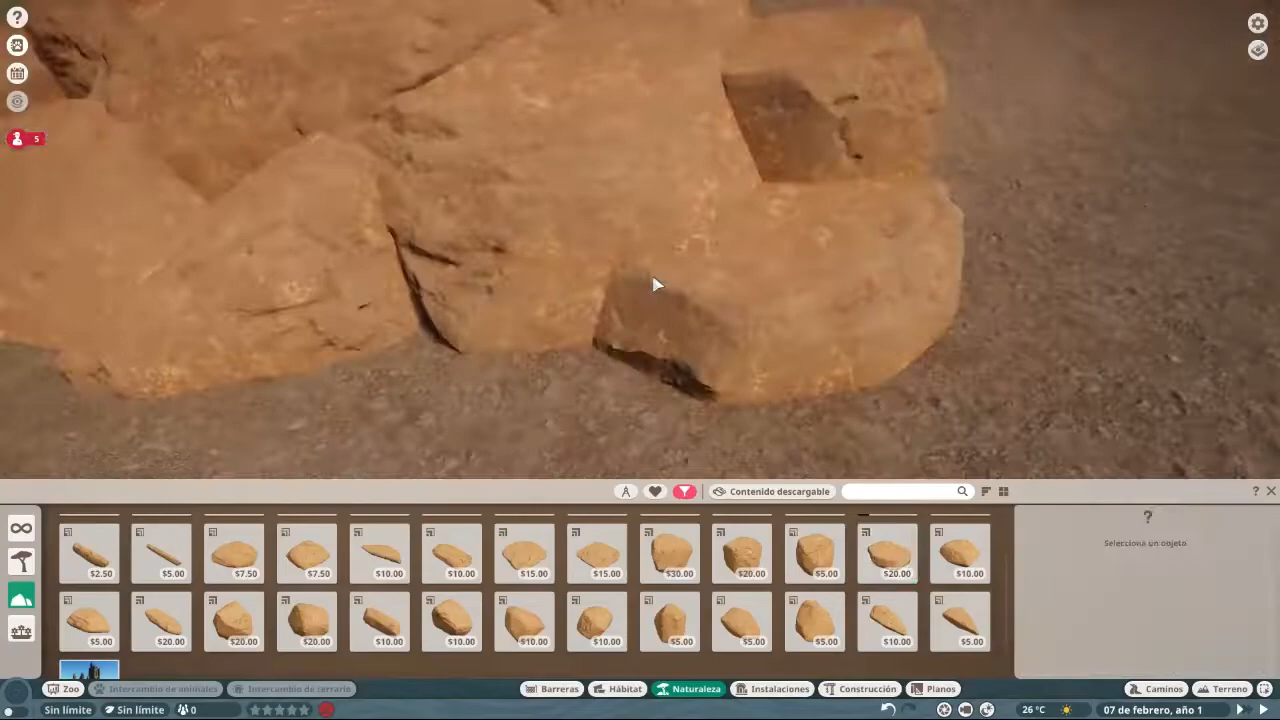 ?
5
A
Contenido descargable
?
$2.50
$5.00
$7.50
$7.50
$10.00
$10.00
$15.00
$15.00
$30.00
$20.00
$5.00
$20.00
$10.00
?
Selecciona un objeto.
$5.00
$20.00
$20.00
$20.00
$10.00
$10.00
$10.00
$10.00
$5.00
$5.00
$5.00
$10.00
$5.00
Zoo
Intercambio de animales
Intercambio de terrario
Barreras
Hábitat
Naturaleza
Instalaciones
Construcción
Planos
Caminos
Terreno
Sin límite
Sin límite
0
26 °C
07 de febrero, año 1